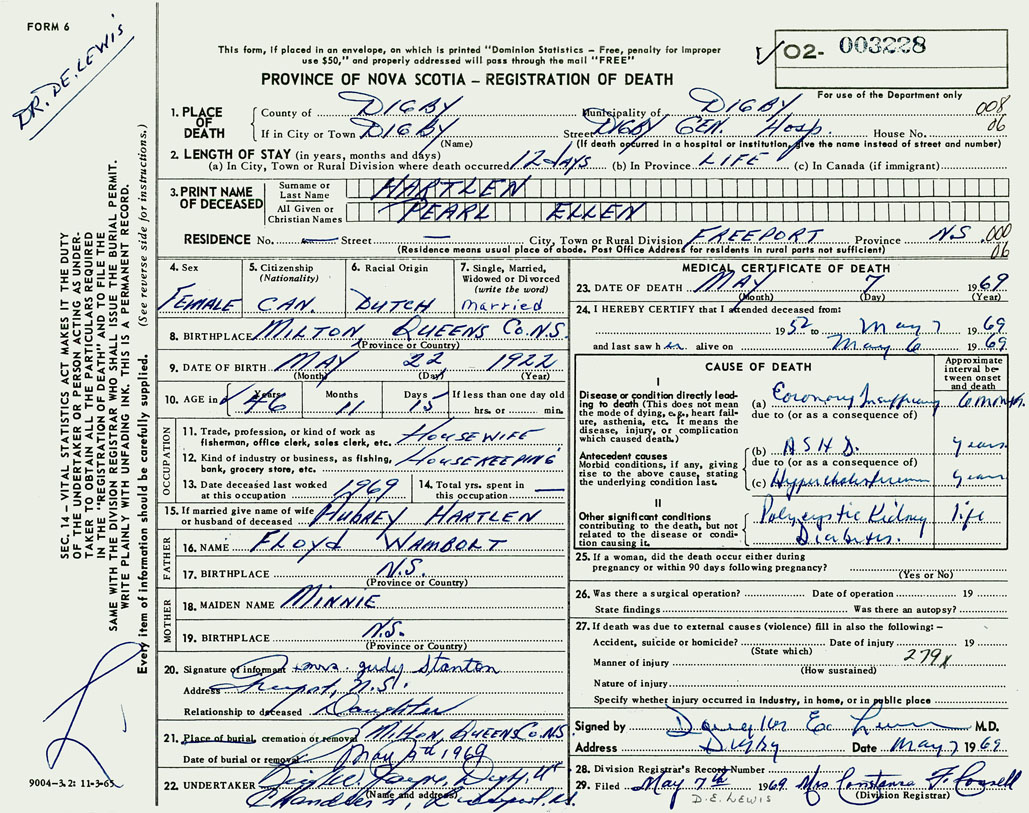 FORM 6
DR. D.E. LEWIS
This form, if placed in an envelope, on which is printed "Dominion Statistics – Free, penalty for improper
use $50," and properly addressed will pass through the mail "FREE"
02- 003228
For use of the Department only
PROVINCE OF NOVA SCOTIA – REGISTRATION OF DEATH
1. PLACE OF DEATH County of DIGBY Municipality of DIGBY 008
If in City or Town DIGBY Street DIGBY GEN. HOSP. House No. 06
(Name) (If death occurred in a hospital or institution, give the name instead of street and number)
2. LENGTH OF STAY (in years, months and days)
(a) In City, Town or Rural Division where death occurred 12 days (b) In Province LIFE (c) In Canada (if immigrant)
3. PRINT NAME OF DECEASED
Surname or Last Name HARTLEN
All Given or Christian Names PEARL ELLEN
RESIDENCE No. — Street — City, Town or Rural Division FREEPORT Province N.S. 000
(Residence means usual place of abode. Post Office Address for residents in rural parts not sufficient) 06
4. Sex FEMALE
5. Citizenship (Nationality) CAN.
6. Racial Origin DUTCH
7. Single, Married, Widowed or Divorced (write the word) Married
8. BIRTHPLACE MILTON QUEENS CO. N.S.
(Province or Country)
9. DATE OF BIRTH MAY 22 1922
(Month) (Day) (Year)
10. AGE in Years 46 Months 11 Days 15 If less than one day old
hrs. or min.
OCCUPATION
11. Trade, profession, or kind of work as
fisherman, office clerk, sales clerk, etc. HOUSEWIFE
12. Kind of industry or business, as fishing,
bank, grocery store, etc. HOUSEKEEPING
13. Date deceased last worked
at this occupation 1969
14. Total yrs. spent in
this occupation —
15. If married give name of wife
or husband of deceased AUBREY HARTLEN
FATHER
16. NAME FLOYD WAMBOLT
17. BIRTHPLACE N.S.
(Province or Country)
MOTHER
18. MAIDEN NAME MINNIE
19. BIRTHPLACE N.S.
(Province or Country)
20. Signature of informant Mrs. Judy Stanton
Address Freeport, N.S.
Relationship to deceased Daughter
21. Place of burial, cremation or removal Milton, Queens Co NS
Date of burial or removal May 1969
22. UNDERTAKER
(Name and address)
MEDICAL CERTIFICATE OF DEATH
23. DATE OF DEATH MAY 7 1969
(Month) (Day) (Year)
24. I HEREBY CERTIFY that I attended deceased from:
1952 to May 7 1969
and last saw her alive on May 6 1969
CAUSE OF DEATH
Approximate interval between onset and death
I
Disease or condition directly leading
to death (This does not mean
the mode of dying, e.g., heart failure,
asthenia, etc. It means the
disease, injury, or complication
which caused death.)
(a) Coronary Insufficiency 6 months
due to (or as a consequence of)
Antecedent causes
Morbid conditions, if any, giving
rise to the above cause, stating
the underlying condition last.
(b) ASHD. years
due to (or as a consequence of)
(c) years
II
Other significant conditions
contributing to the death, but not
related to the disease or condition
causing it.
Polycystic Kidney life
Diabetes.
25. If a woman, did the death occur either during
pregnancy or within 90 days following pregnancy?
(Yes or No)
26. Was there a surgical operation? Date of operation 19
State findings Was there an autopsy?
27. If death was due to external causes (violence) fill in also the following: –
Accident, suicide or homicide? Date of injury 19
(State which)
Manner of injury 279x
(How sustained)
Nature of injury
Specify whether injury occurred in industry, in home, or in public place
Signed by M.D.
Address Digby Date May 7 1969
28. Division Registrar's Record Number
29. Filed May 7th 1969 Mrs Constance F.
D.E. LEWIS (Division Registrar)
SEC. 14 – VITAL STATISTICS ACT MAKES IT THE DUTY
OF THE UNDERTAKER OR PERSON ACTING AS UNDER-
TAKER TO OBTAIN ALL THE PARTICULARS REQUIRED
IN THE REGISTRATION OF DEATH AND TO FILE THE
SAME WITH THE DIVISION REGISTRAR WHO SHALL ISSUE THE BURIAL PERMIT.
WRITE PLAINLY WITH UNFADING INK. THIS IS A PERMANENT RECORD.
Every item of information should be carefully supplied. (See reverse side for instructions.)
9004-3.2: 11-3-65